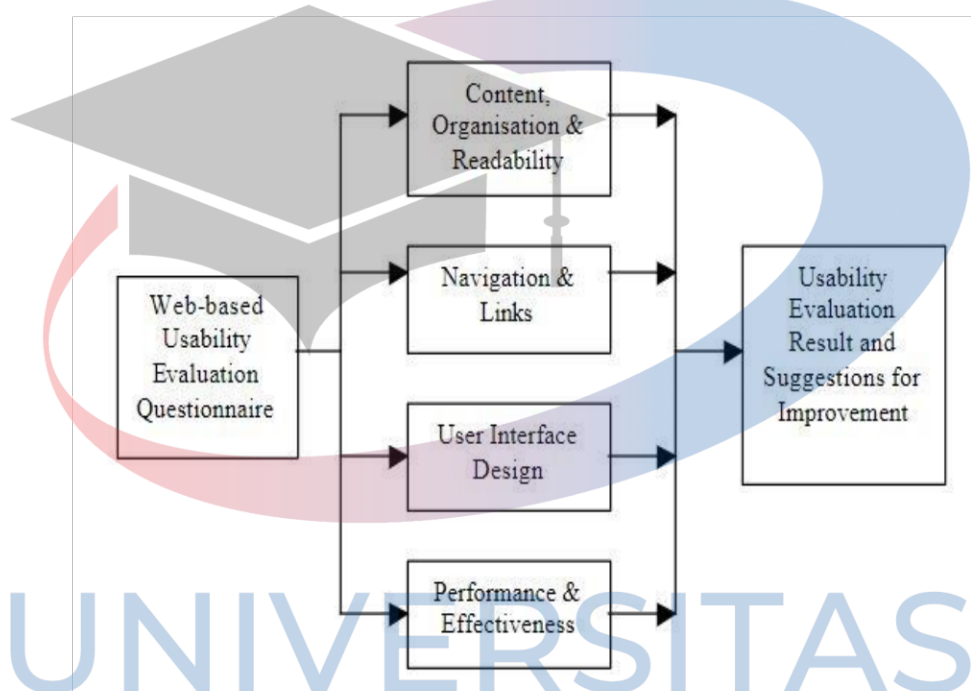 Content,
Organisation &
Readability
Navigation &
Links
Web-based
Usability
Evaluation
Questionnaire
Usability
Evaluation
Result and
Suggestions for
Improvement
User Interface
Design
Performance &
Effectiveness
UNIVERSITAS